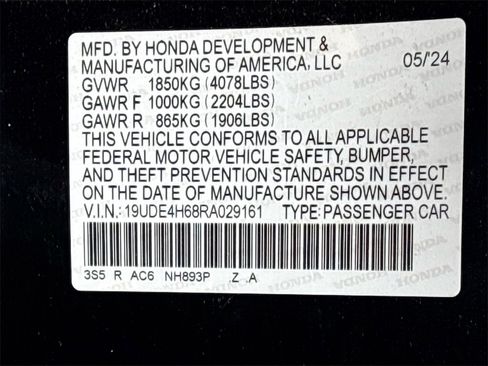 MFD. BY HONDA DEVELOPMENT &
MANUFACTURING OF AMERICA, LLC 05/'24
GVWR 1850KG (4078LBS)
GAWR F 1000KG (2204LBS)
GAWR R 865KG (1906LBS)
THIS VEHICLE CONFORMS TO ALL APPLICABLE
FEDERAL MOTOR VEHICLE SAFETY, BUMPER,
AND THEFT PREVENTION STANDARDS IN EFFECT
ON THE DATE OF MANUFACTURE SHOWN ABOVE.
V.I.N.: 19UDE4H68RA029161 TYPE: PASSENGER CAR
3S5 R AC6 NH893P Z .A